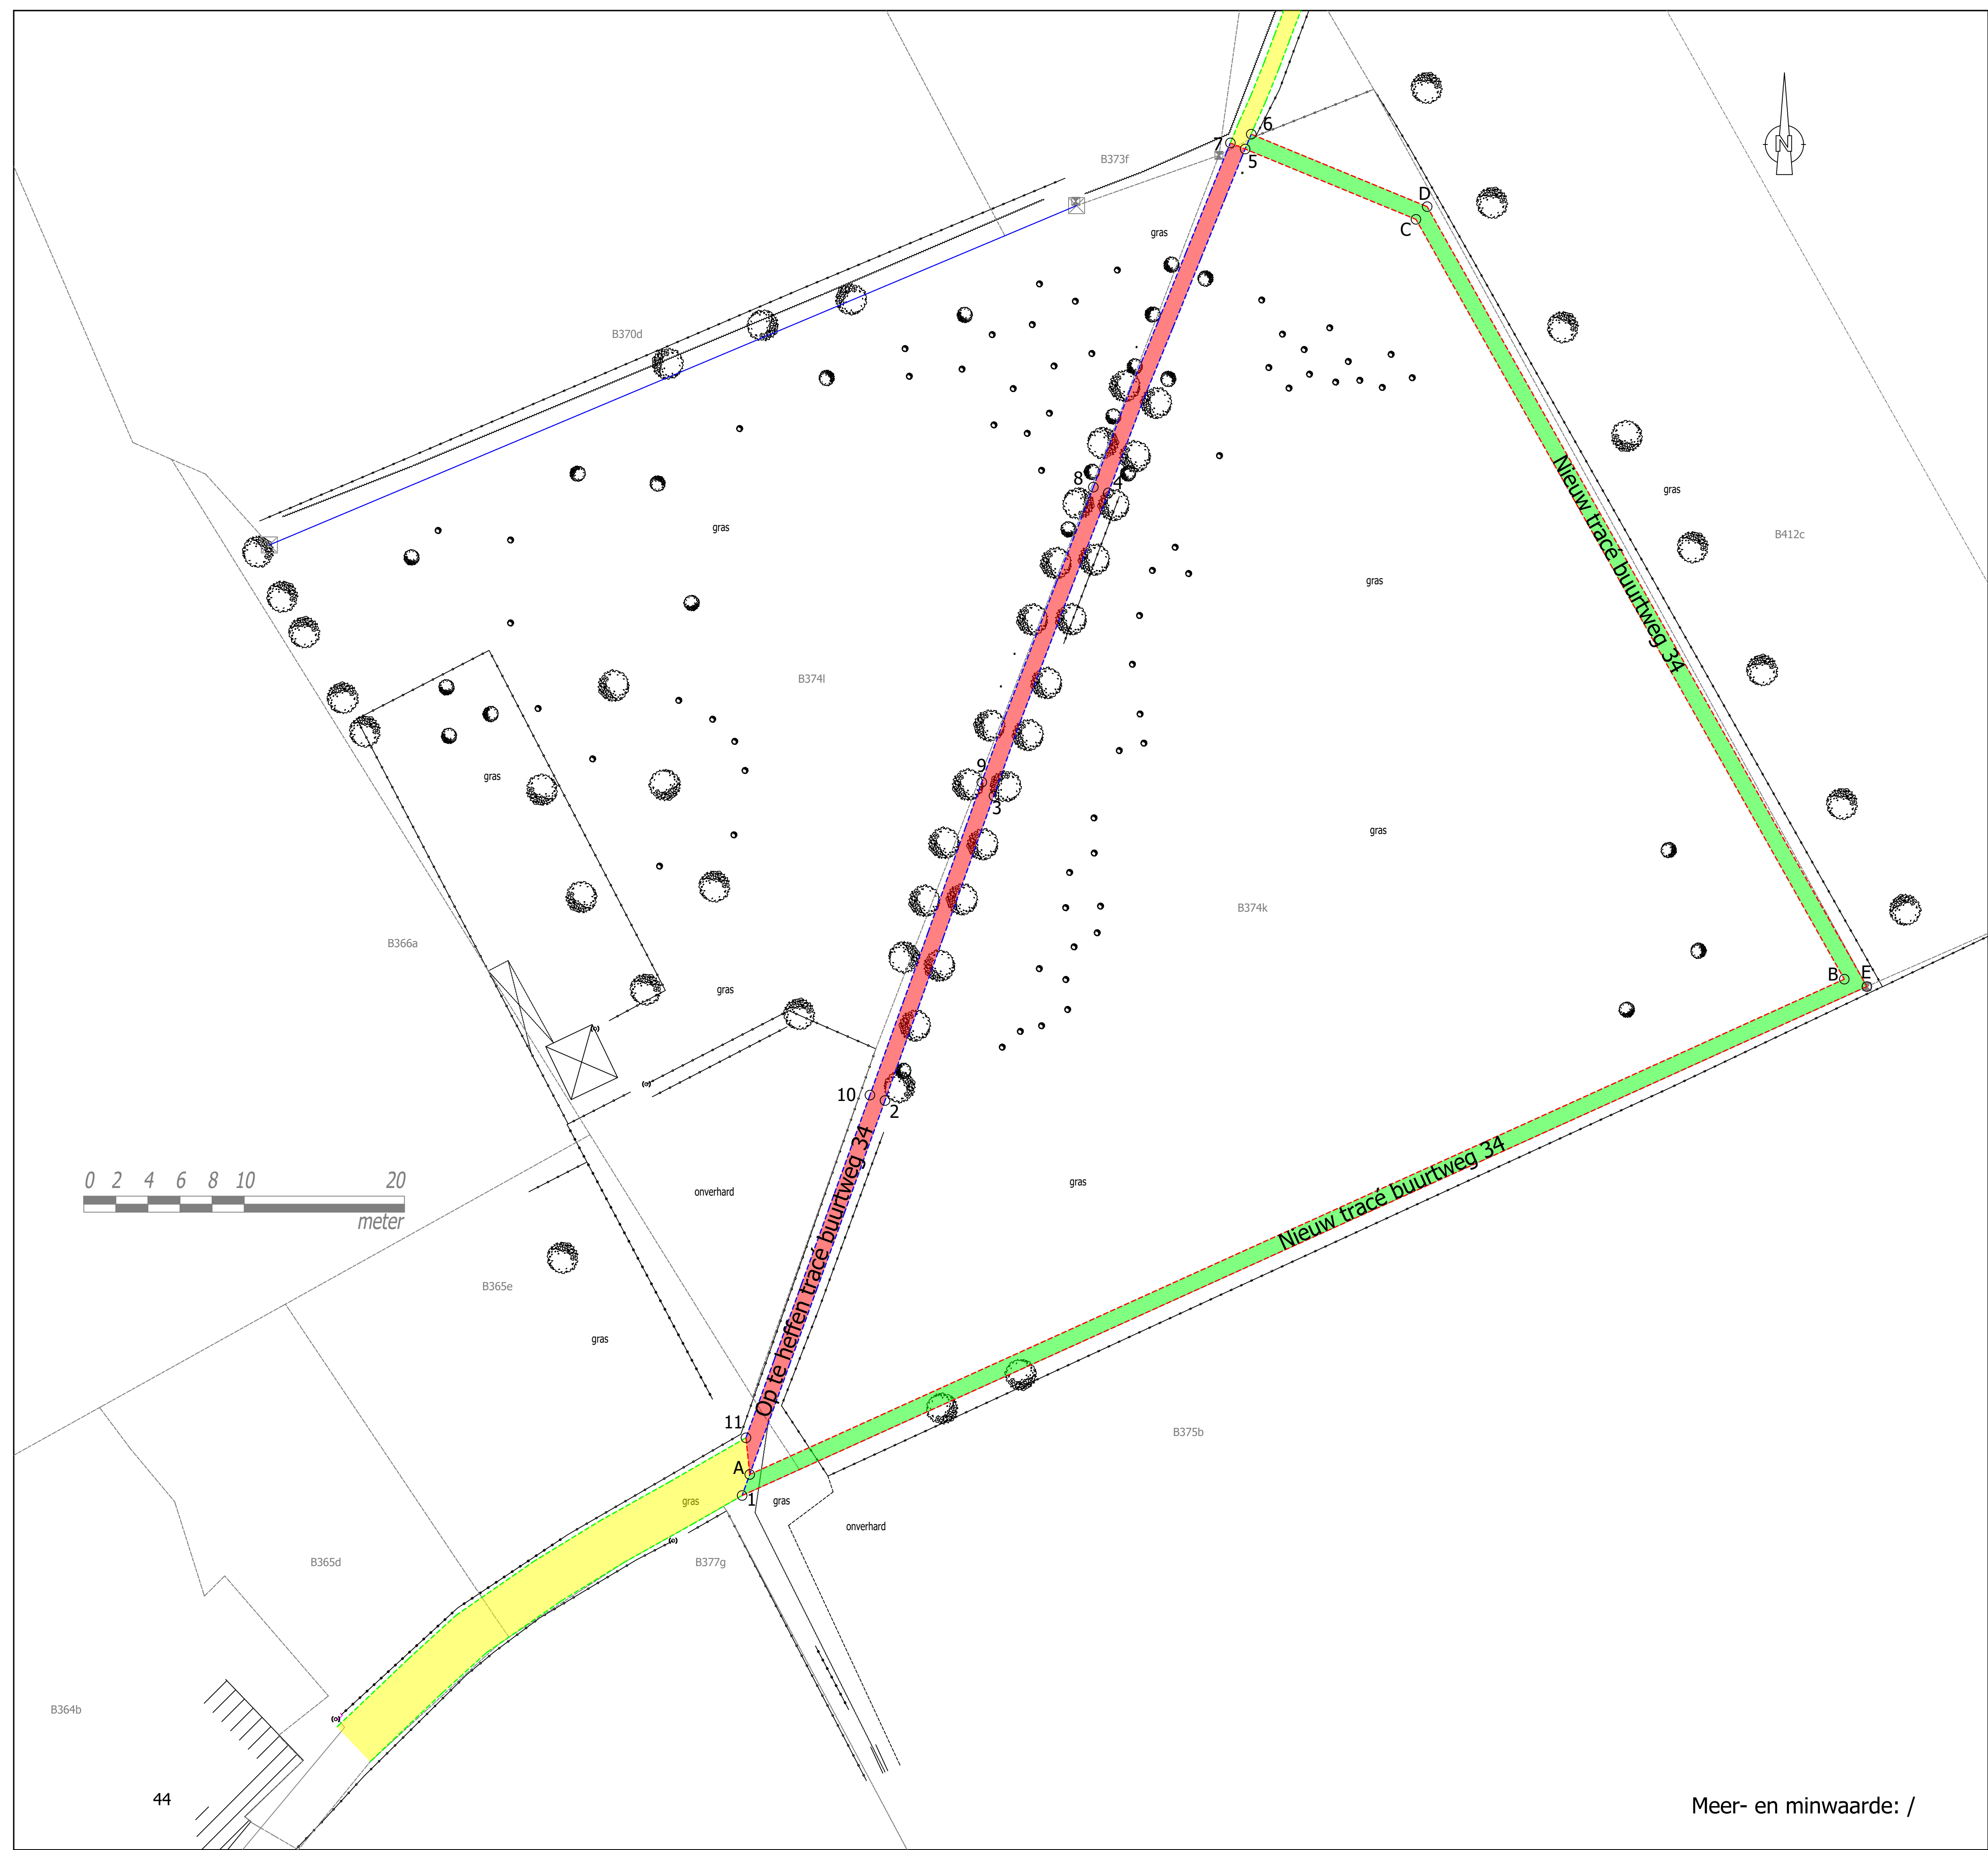 6
7
5
N
B373f
D
C
gras
B370d
Nieuw tracé buurtweg 34
8
4
gras
gras
B412c
gras
B374l
9
3
gras
gras
B374k
B366a
B
E
gras
10
2
0 2 4 6 8 10 20
meter
onverhard
gras
Op te heffen tracé buurtweg 34
Nieuw tracé buurtweg 34
B365e
gras
11
B375b
A
1
gras
gras
onverhard
B365d
B377g
B364b
44
Meer- en minwaarde: /